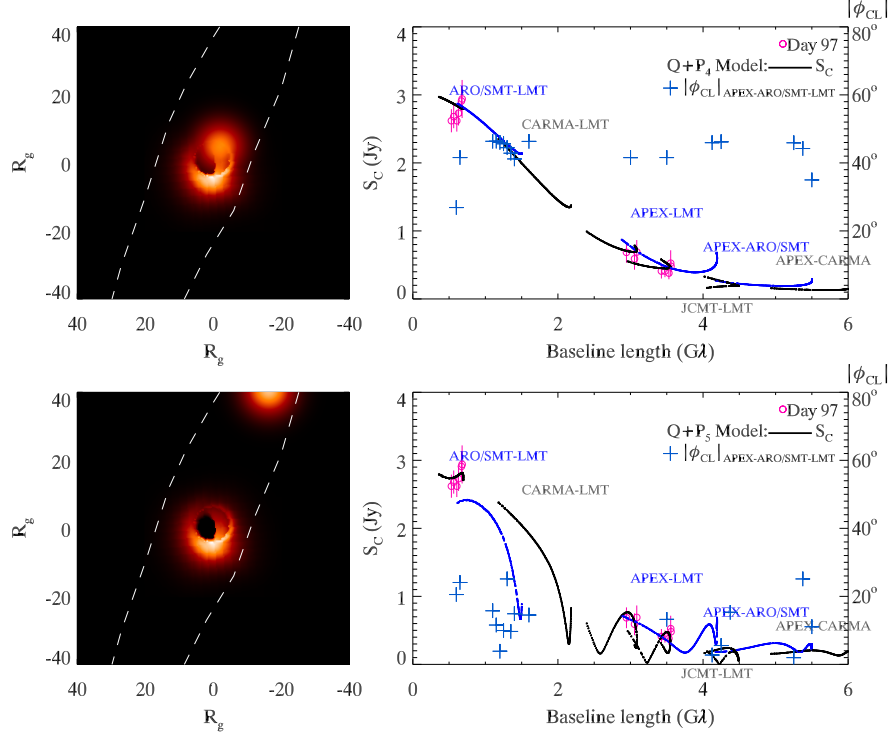 |ϕ_CL|
40
20
0
-20
-40
R_g
40
20
0
-20
-40
R_g
4
3
2
1
0
S_C (Jy)
80°
60°
40°
20°
0°
Day 97
Q+P_4 Model: S_C
|ϕ_CL| APEX-ARO/SMT-LMT
ARO/SMT-LMT
CARMA-LMT
APEX-LMT
APEX-ARO/SMT
APEX-CARMA
JCMT-LMT
0
2
4
6
Baseline length (Gλ)
|ϕ_CL|
40
20
0
-20
-40
R_g
40
20
0
-20
-40
R_g
4
3
2
1
0
S_C (Jy)
80°
60°
40°
20°
0°
Day 97
Q+P_5 Model: S_C
|ϕ_CL| APEX-ARO/SMT-LMT
ARO/SMT-LMT
CARMA-LMT
APEX-LMT
APEX-ARO/SMT
APEX-CARMA
JCMT-LMT
0
2
4
6
Baseline length (Gλ)